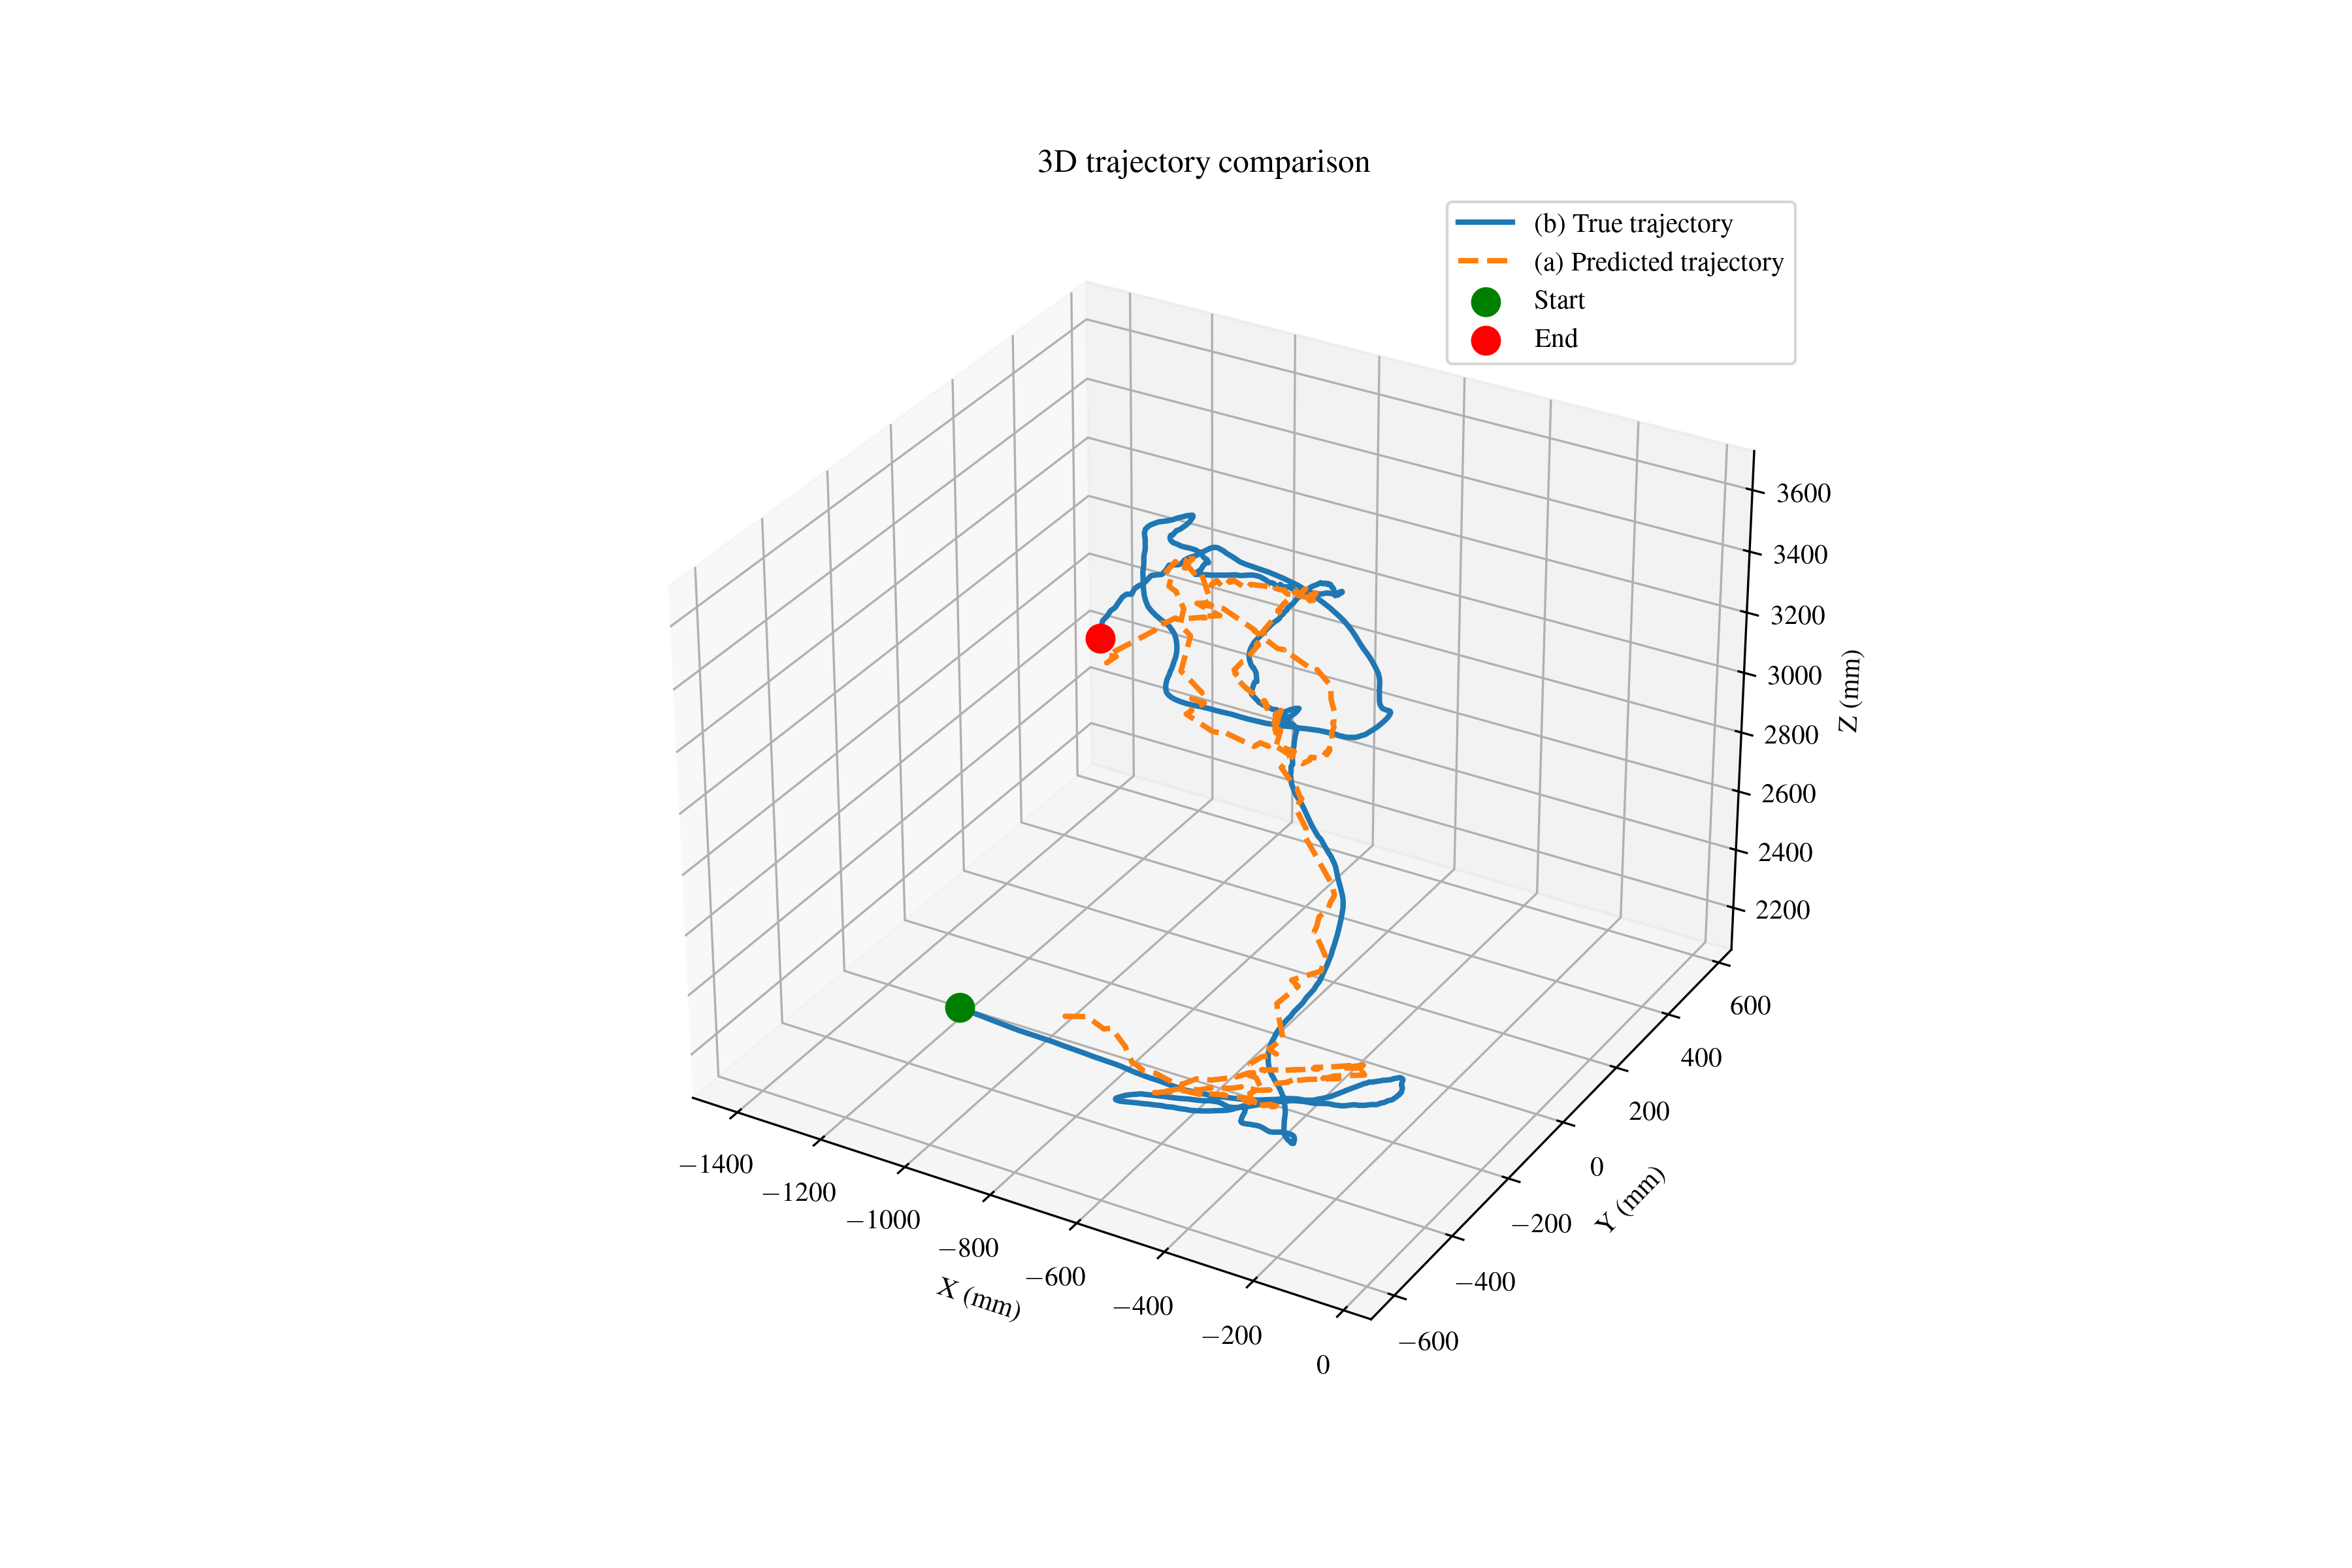 3D trajectory comparison
(b) True trajectory
(a) Predicted trajectory
Start
End
3600
3400
3200
3000
2800
2600
2400
2200
Z (mm)
600
400
200
0
−200
−400
−600
Y (mm)
−1400
−1200
−1000
−800
−600
−400
−200
0
X (mm)